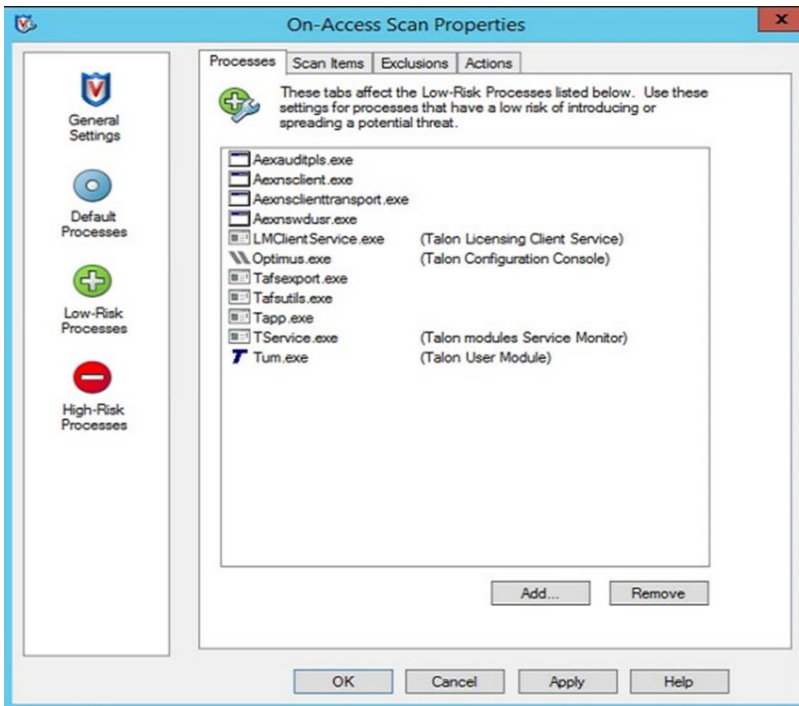 On-Access Scan Properties
x
General
Settings
Default
Processes
Low-Risk
Processes
High-Risk
Processes
Processes
Scan Items
Exclusions
Actions
These tabs affect the Low-Risk Processes listed below. Use these
settings for processes that have a low risk of introducing or
spreading a potential threat.
Aexauditpls.exe
Aexnsclient.exe
Aexnsclienttransport.exe
Aexnswdusr.exe
LMClientService.exe (Talon Licensing Client Service)
Optimus.exe (Talon Configuration Console)
Tafsexport.exe
Tafsutils.exe
Tapp.exe
TService.exe (Talon modules Service Monitor)
Tum.exe (Talon User Module)
Add...
Remove
OK
Cancel
Apply
Help